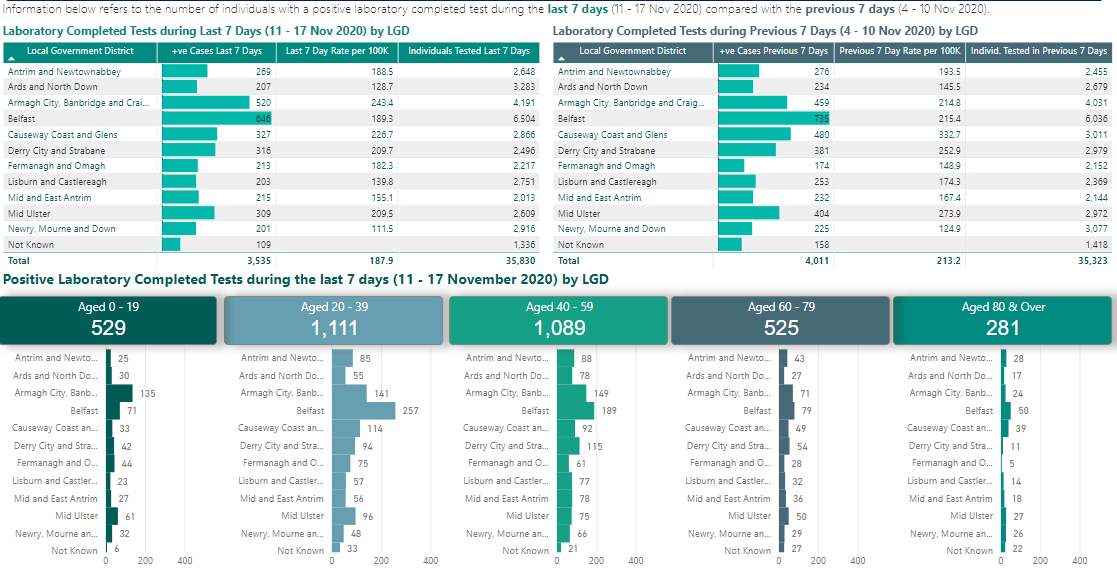 Information below refers to the number of individuals with a positive laboratory completed test during the last 7 days (11 - 17 Nov 2020) compared with the previous 7 days (4 - 10 Nov 2020).
Laboratory Completed Tests during Last 7 Days (11 - 17 Nov 2020) by LGD
Local Government District +ve Cases Last 7 Days Last 7 Day Rate per 100K Individuals Tested Last 7 Days
Antrim and Newtownabbey 269 188.5 2,648
Ards and North Down 207 128.7 3,283
Armagh City, Banbridge and Crai... 520 243.4 4,191
Belfast 646 189.3 6,504
Causeway Coast and Glens 327 226.7 2,866
Derry City and Strabane 316 209.7 2,496
Fermanagh and Omagh 213 182.3 2,217
Lisburn and Castlereagh 203 139.8 2,751
Mid and East Antrim 215 155.1 2,013
Mid Ulster 309 209.5 2,609
Newry, Mourne and Down 201 111.5 2,916
Not Known 109 1,336
Total 3,535 187.9 35,830
Laboratory Completed Tests during Previous 7 Days (4 - 10 Nov 2020) by LGD
Local Government District +ve Cases Previous 7 Days Previous 7 Day Rate per 100K Individ. Tested in Previous 7 Days
Antrim and Newtownabbey 276 193.5 2,455
Ards and North Down 234 145.5 2,679
Armagh City, Banbridge and Craig... 459 214.8 4,031
Belfast 735 215.4 6,036
Causeway Coast and Glens 480 332.7 3,011
Derry City and Strabane 381 252.9 2,979
Fermanagh and Omagh 174 148.9 2,152
Lisburn and Castlereagh 253 174.3 2,369
Mid and East Antrim 232 167.4 2,144
Mid Ulster 404 273.9 2,972
Newry, Mourne and Down 225 124.9 3,077
Not Known 158 1,418
Total 4,011 213.2 35,323
Positive Laboratory Completed Tests during the last 7 days (11 - 17 November 2020) by LGD
Aged 0 - 19
529
Antrim and Newto... 25
Ards and North Do... 30
Armagh City, Banb... 135
Belfast 71
Causeway Coast an... 33
Derry City and Stra... 42
Fermanagh and O... 44
Lisburn and Castler... 23
Mid and East Antrim 27
Mid Ulster 61
Newry, Mourne an... 32
Not Known 6
0 200 400
Aged 20 - 39
1,111
Antrim and Newto... 85
Ards and North Do... 55
Armagh City, Banb... 141
Belfast 257
Causeway Coast an... 114
Derry City and Stra... 94
Fermanagh and O... 75
Lisburn and Castler... 57
Mid and East Antrim 56
Mid Ulster 96
Newry, Mourne an... 48
Not Known 33
0 200 400
Aged 40 - 59
1,089
Antrim and Newto... 88
Ards and North Do... 78
Armagh City, Banb... 149
Belfast 189
Causeway Coast an... 92
Derry City and Stra... 115
Fermanagh and O... 61
Lisburn and Castler... 77
Mid and East Antrim 78
Mid Ulster 75
Newry, Mourne an... 66
Not Known 21
0 200 400
Aged 60 - 79
525
Antrim and Newto... 43
Ards and North Do... 27
Armagh City, Banb... 71
Belfast 79
Causeway Coast an... 49
Derry City and Stra... 54
Fermanagh and O... 28
Lisburn and Castler... 32
Mid and East Antrim 36
Mid Ulster 50
Newry, Mourne an... 29
Not Known 27
0 200 400
Aged 80 & Over
281
Antrim and Newto... 28
Ards and North Do... 17
Armagh City, Banb... 24
Belfast 50
Causeway Coast an... 39
Derry City and Stra... 11
Fermanagh and O... 5
Lisburn and Castler... 14
Mid and East Antrim 18
Mid Ulster 27
Newry, Mourne an... 26
Not Known 22
0 200 400